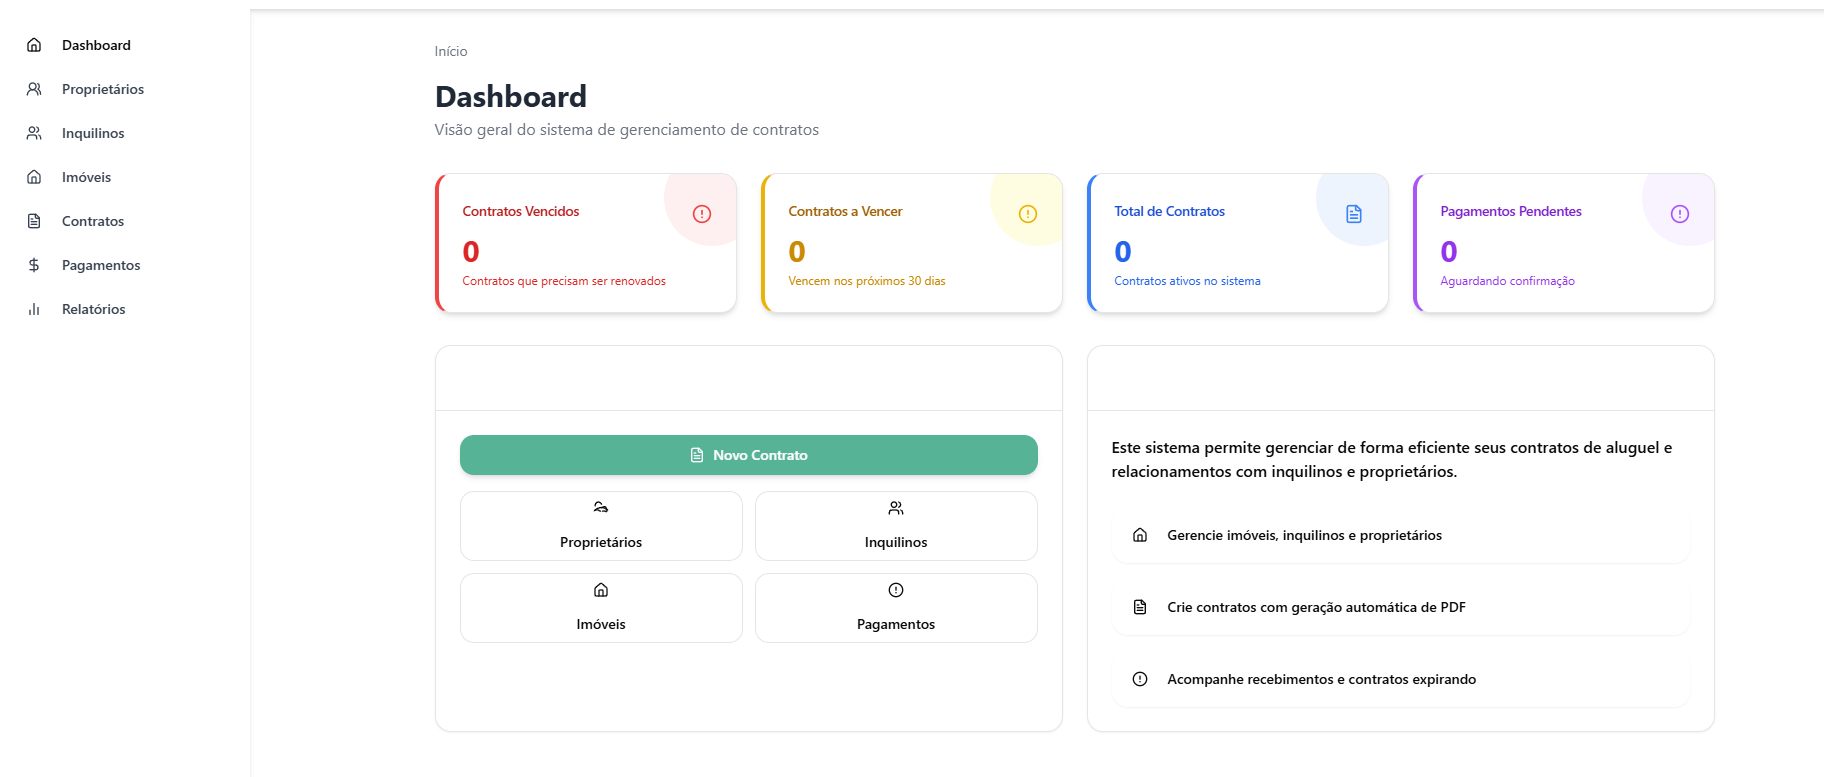 Dashboard
Proprietários
Inquilinos
Imóveis
Contratos
Pagamentos
Relatórios
Início
Dashboard
Visão geral do sistema de gerenciamento de contratos
Contratos Vencidos
0
Contratos que precisam ser renovados
Contratos a Vencer
0
Vencem nos próximos 30 dias
Total de Contratos
0
Contratos ativos no sistema
Pagamentos Pendentes
0
Aguardando confirmação
Novo Contrato
Proprietários
Inquilinos
Imóveis
Pagamentos
Este sistema permite gerenciar de forma eficiente seus contratos de aluguel e
relacionamentos com inquilinos e proprietários.
Gerencie imóveis, inquilinos e proprietários
Crie contratos com geração automática de PDF
Acompanhe recebimentos e contratos expirando